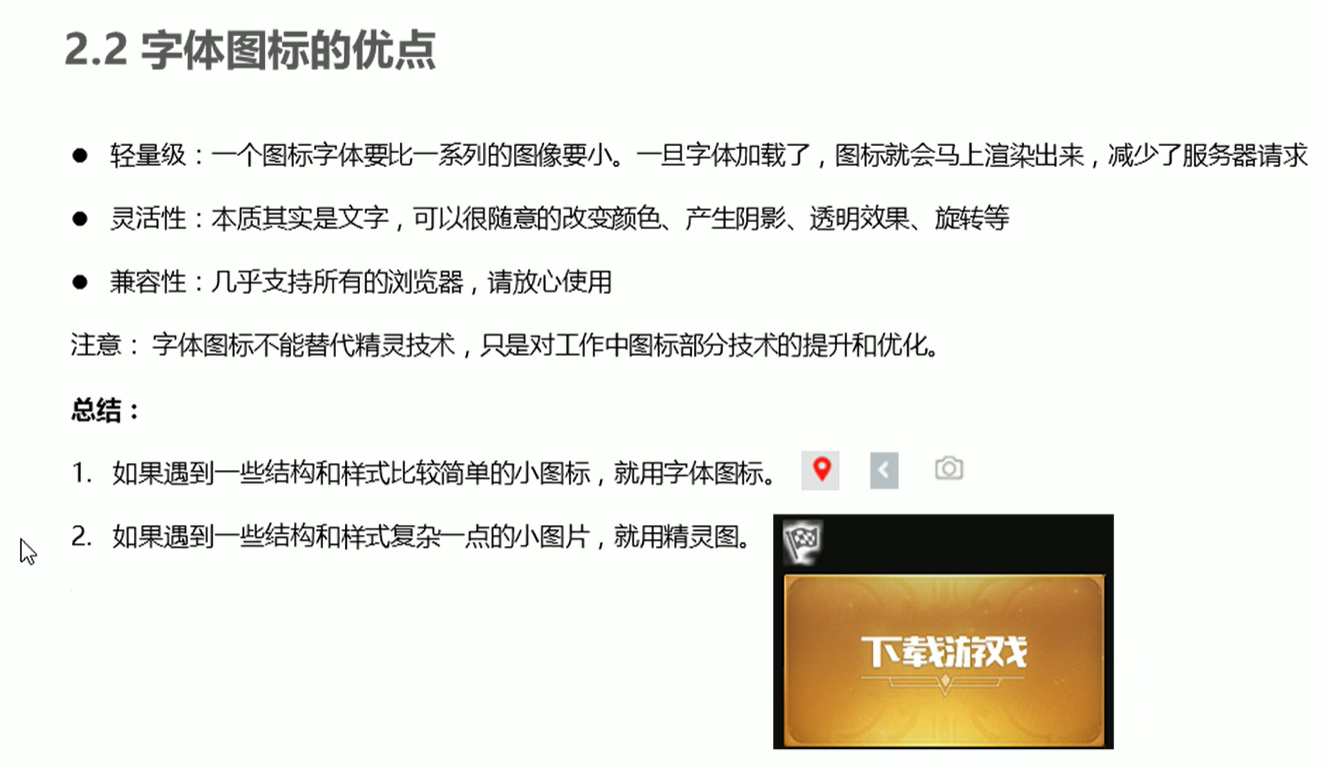 2.2 字体图标的优点
● 轻量级：一个图标字体要比一系列的图像要小。一旦字体加载了，图标就会马上渲染出来，减少了服务器请求
● 灵活性：本质其实是文字，可以很随意的改变颜色、产生阴影、透明效果、旋转等
● 兼容性：几乎支持所有的浏览器，请放心使用
注意： 字体图标不能替代精灵技术，只是对工作中图标部分技术的提升和优化。
总结：
1. 如果遇到一些结构和样式比较简单的小图标，就用字体图标。
2. 如果遇到一些结构和样式复杂一点的小图片，就用精灵图。
下载游戏